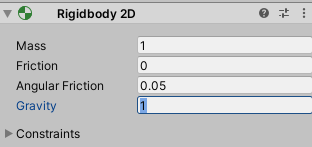 Rigidbody 2D
Mass 1
Friction 0
Angular Friction 0.05
Gravity 1
Constraints